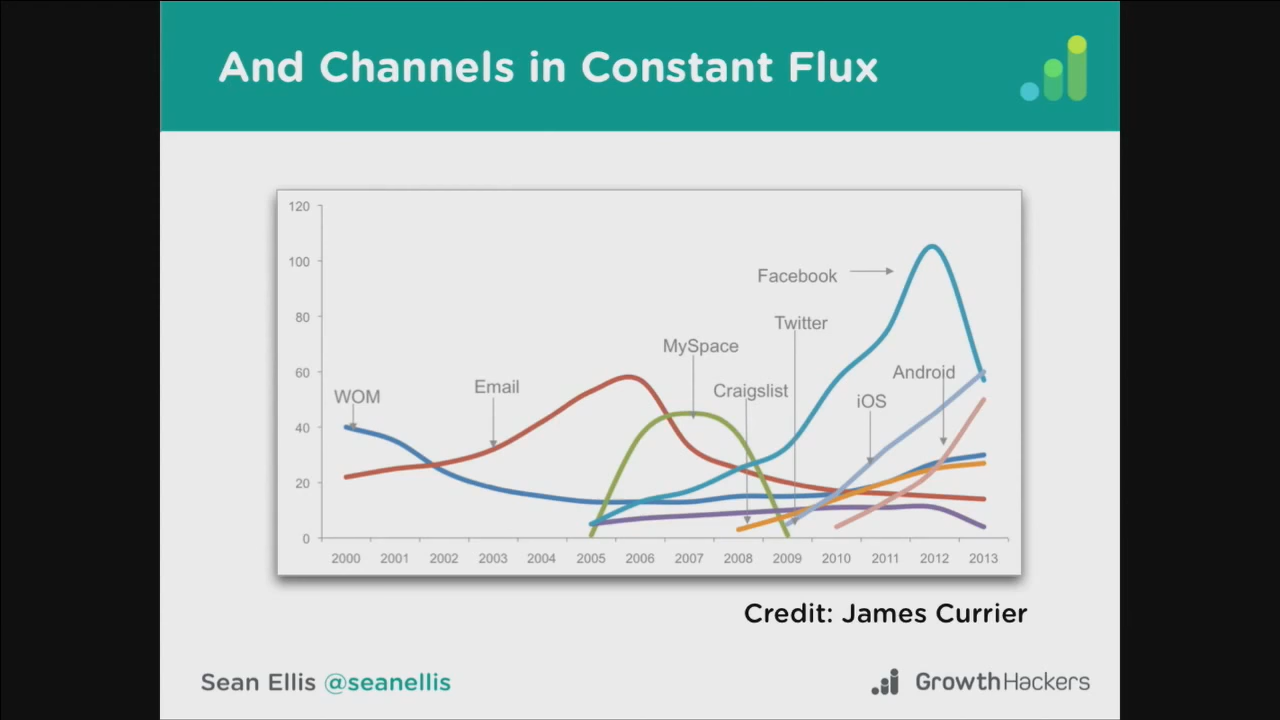 And Channels in Constant Flux
120
100
80
60
40
20
0
WOM
Email
MySpace
Craigslist
Facebook
Twitter
iOS
Android
2000 2001 2002 2003 2004 2005 2006 2007 2008 2009 2010 2011 2012 2013
Credit: James Currier
Sean Ellis @seanellis
GrowthHackers